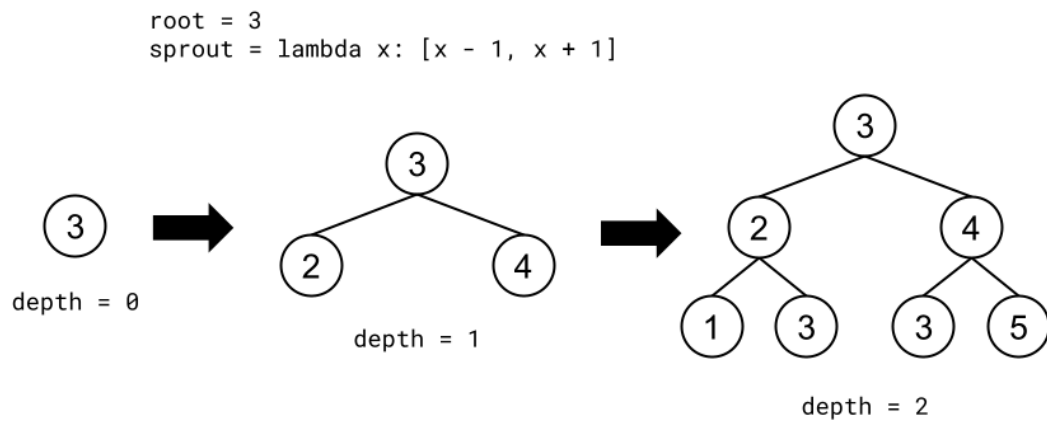 root = 3
sprout = lambda x: [x - 1, x + 1]
3
depth = 0
3
2 4
depth = 1
3
2 4
1 3 3 5
depth = 2